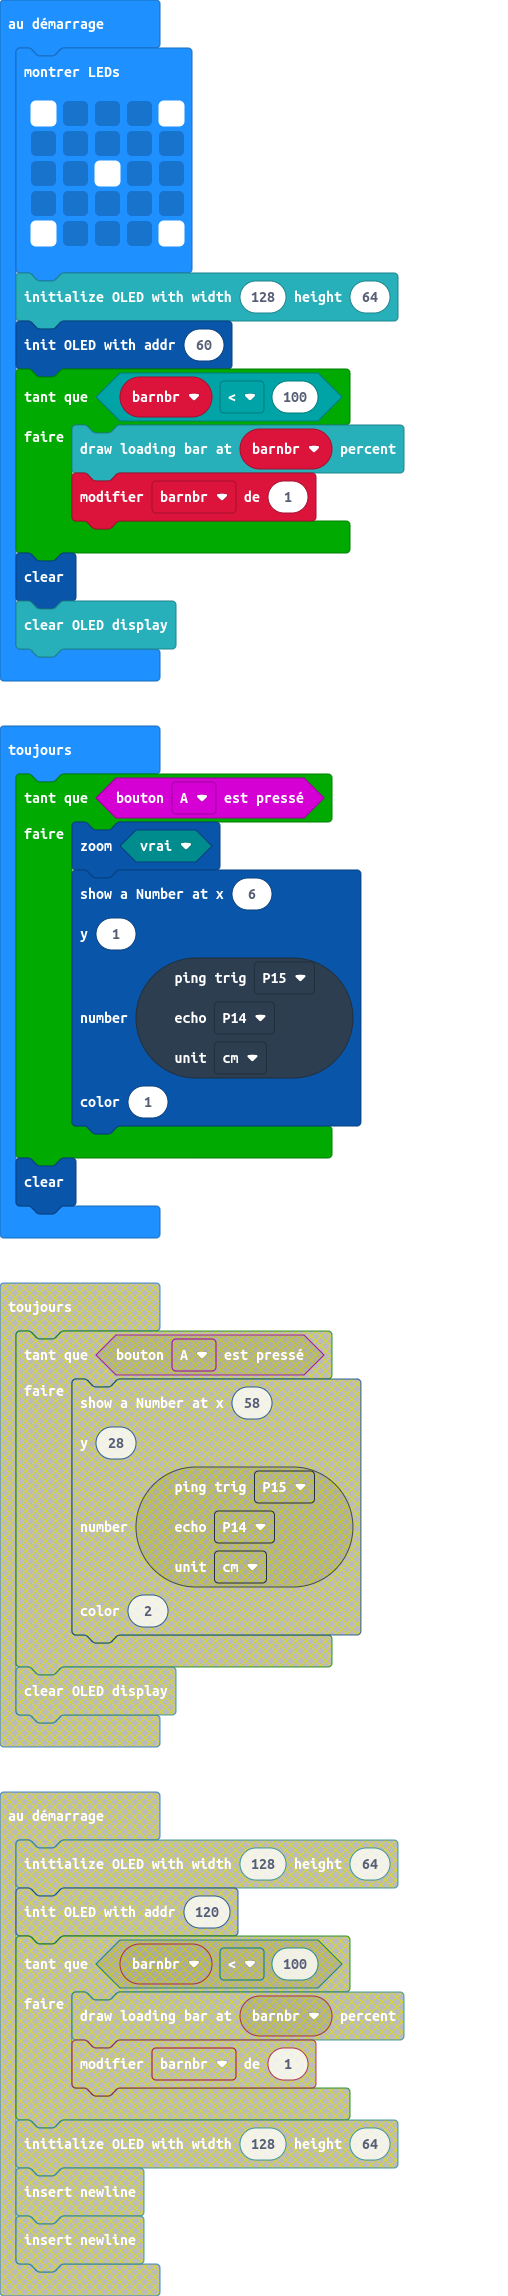 au démarrage
montrer LEDs
initialize OLED with width 128 height 64
init OLED with addr 60
tant que barnbr < 100
faire
draw loading bar at barnbr percent
modifier barnbr de 1
clear
clear OLED display
toujours
tant que bouton A est pressé
faire
zoom vrai
show a Number at x 6
y 1
ping trig P15
number echo P14
unit cm
color 1
clear
toujours
tant que bouton A est pressé
faire
show a Number at x 58
y 28
ping trig P15
number echo P14
unit cm
color 2
clear OLED display
au démarrage
initialize OLED with width 128 height 64
init OLED with addr 120
tant que barnbr < 100
faire
draw loading bar at barnbr percent
modifier barnbr de 1
initialize OLED with width 128 height 64
insert newline
insert newline